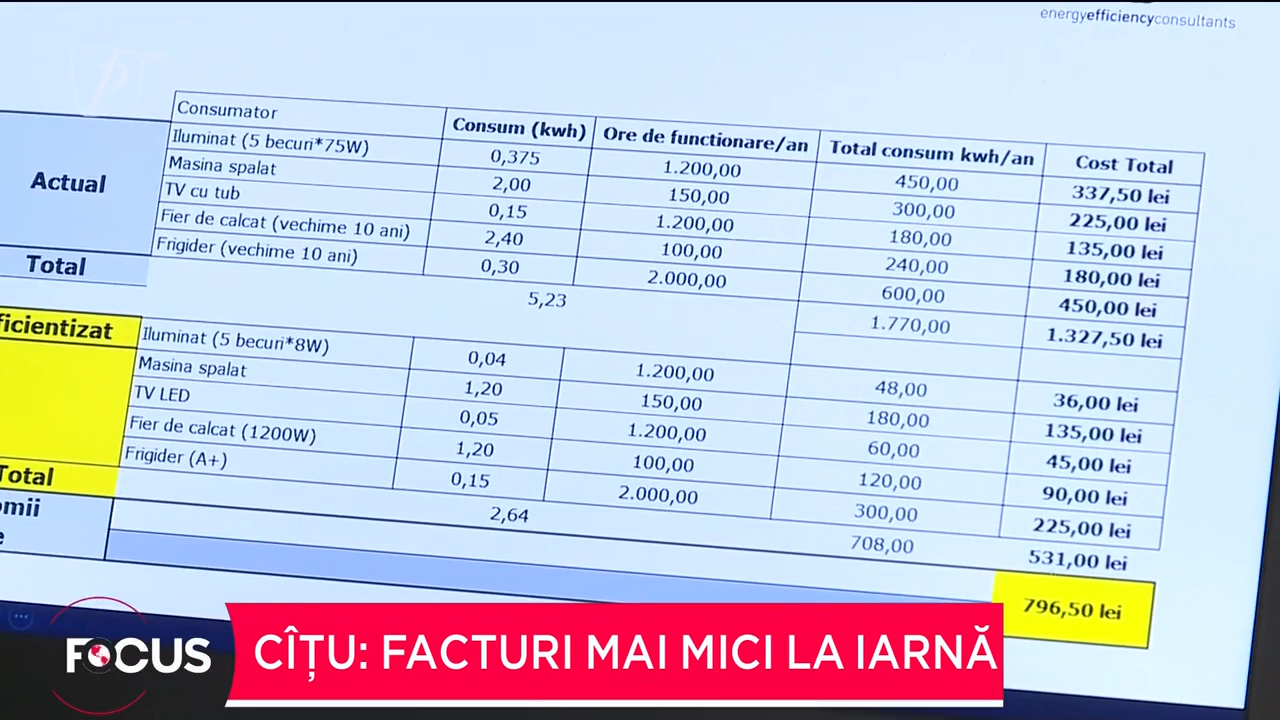 energyefficiencyconsultants
Consumator Consum (kwh) Ore de functionare/an Total consum kwh/an Cost Total
Actual
Iluminat (5 becuri*75W) 0,375 1.200,00 450,00 337,50 lei
Masina spalat 2,00 150,00 300,00 225,00 lei
TV cu tub 0,15 1.200,00 180,00 135,00 lei
Fier de calcat (vechime 10 ani) 2,40 100,00 240,00 180,00 lei
Frigider (vechime 10 ani) 0,30 2.000,00 600,00 450,00 lei
Total 5,23 1.770,00 1.327,50 lei
ficientizat
Iluminat (5 becuri*8W) 0,04 1.200,00 48,00 36,00 lei
Masina spalat 1,20 150,00 180,00 135,00 lei
TV LED 0,05 1.200,00 60,00 45,00 lei
Fier de calcat (1200W) 1,20 100,00 120,00 90,00 lei
Frigider (A+) 0,15 2.000,00 300,00 225,00 lei
Total 2,64 708,00 531,00 lei
omii
e 796,50 lei
FOCUS
CÎȚU: FACTURI MAI MICI LA IARNĂ